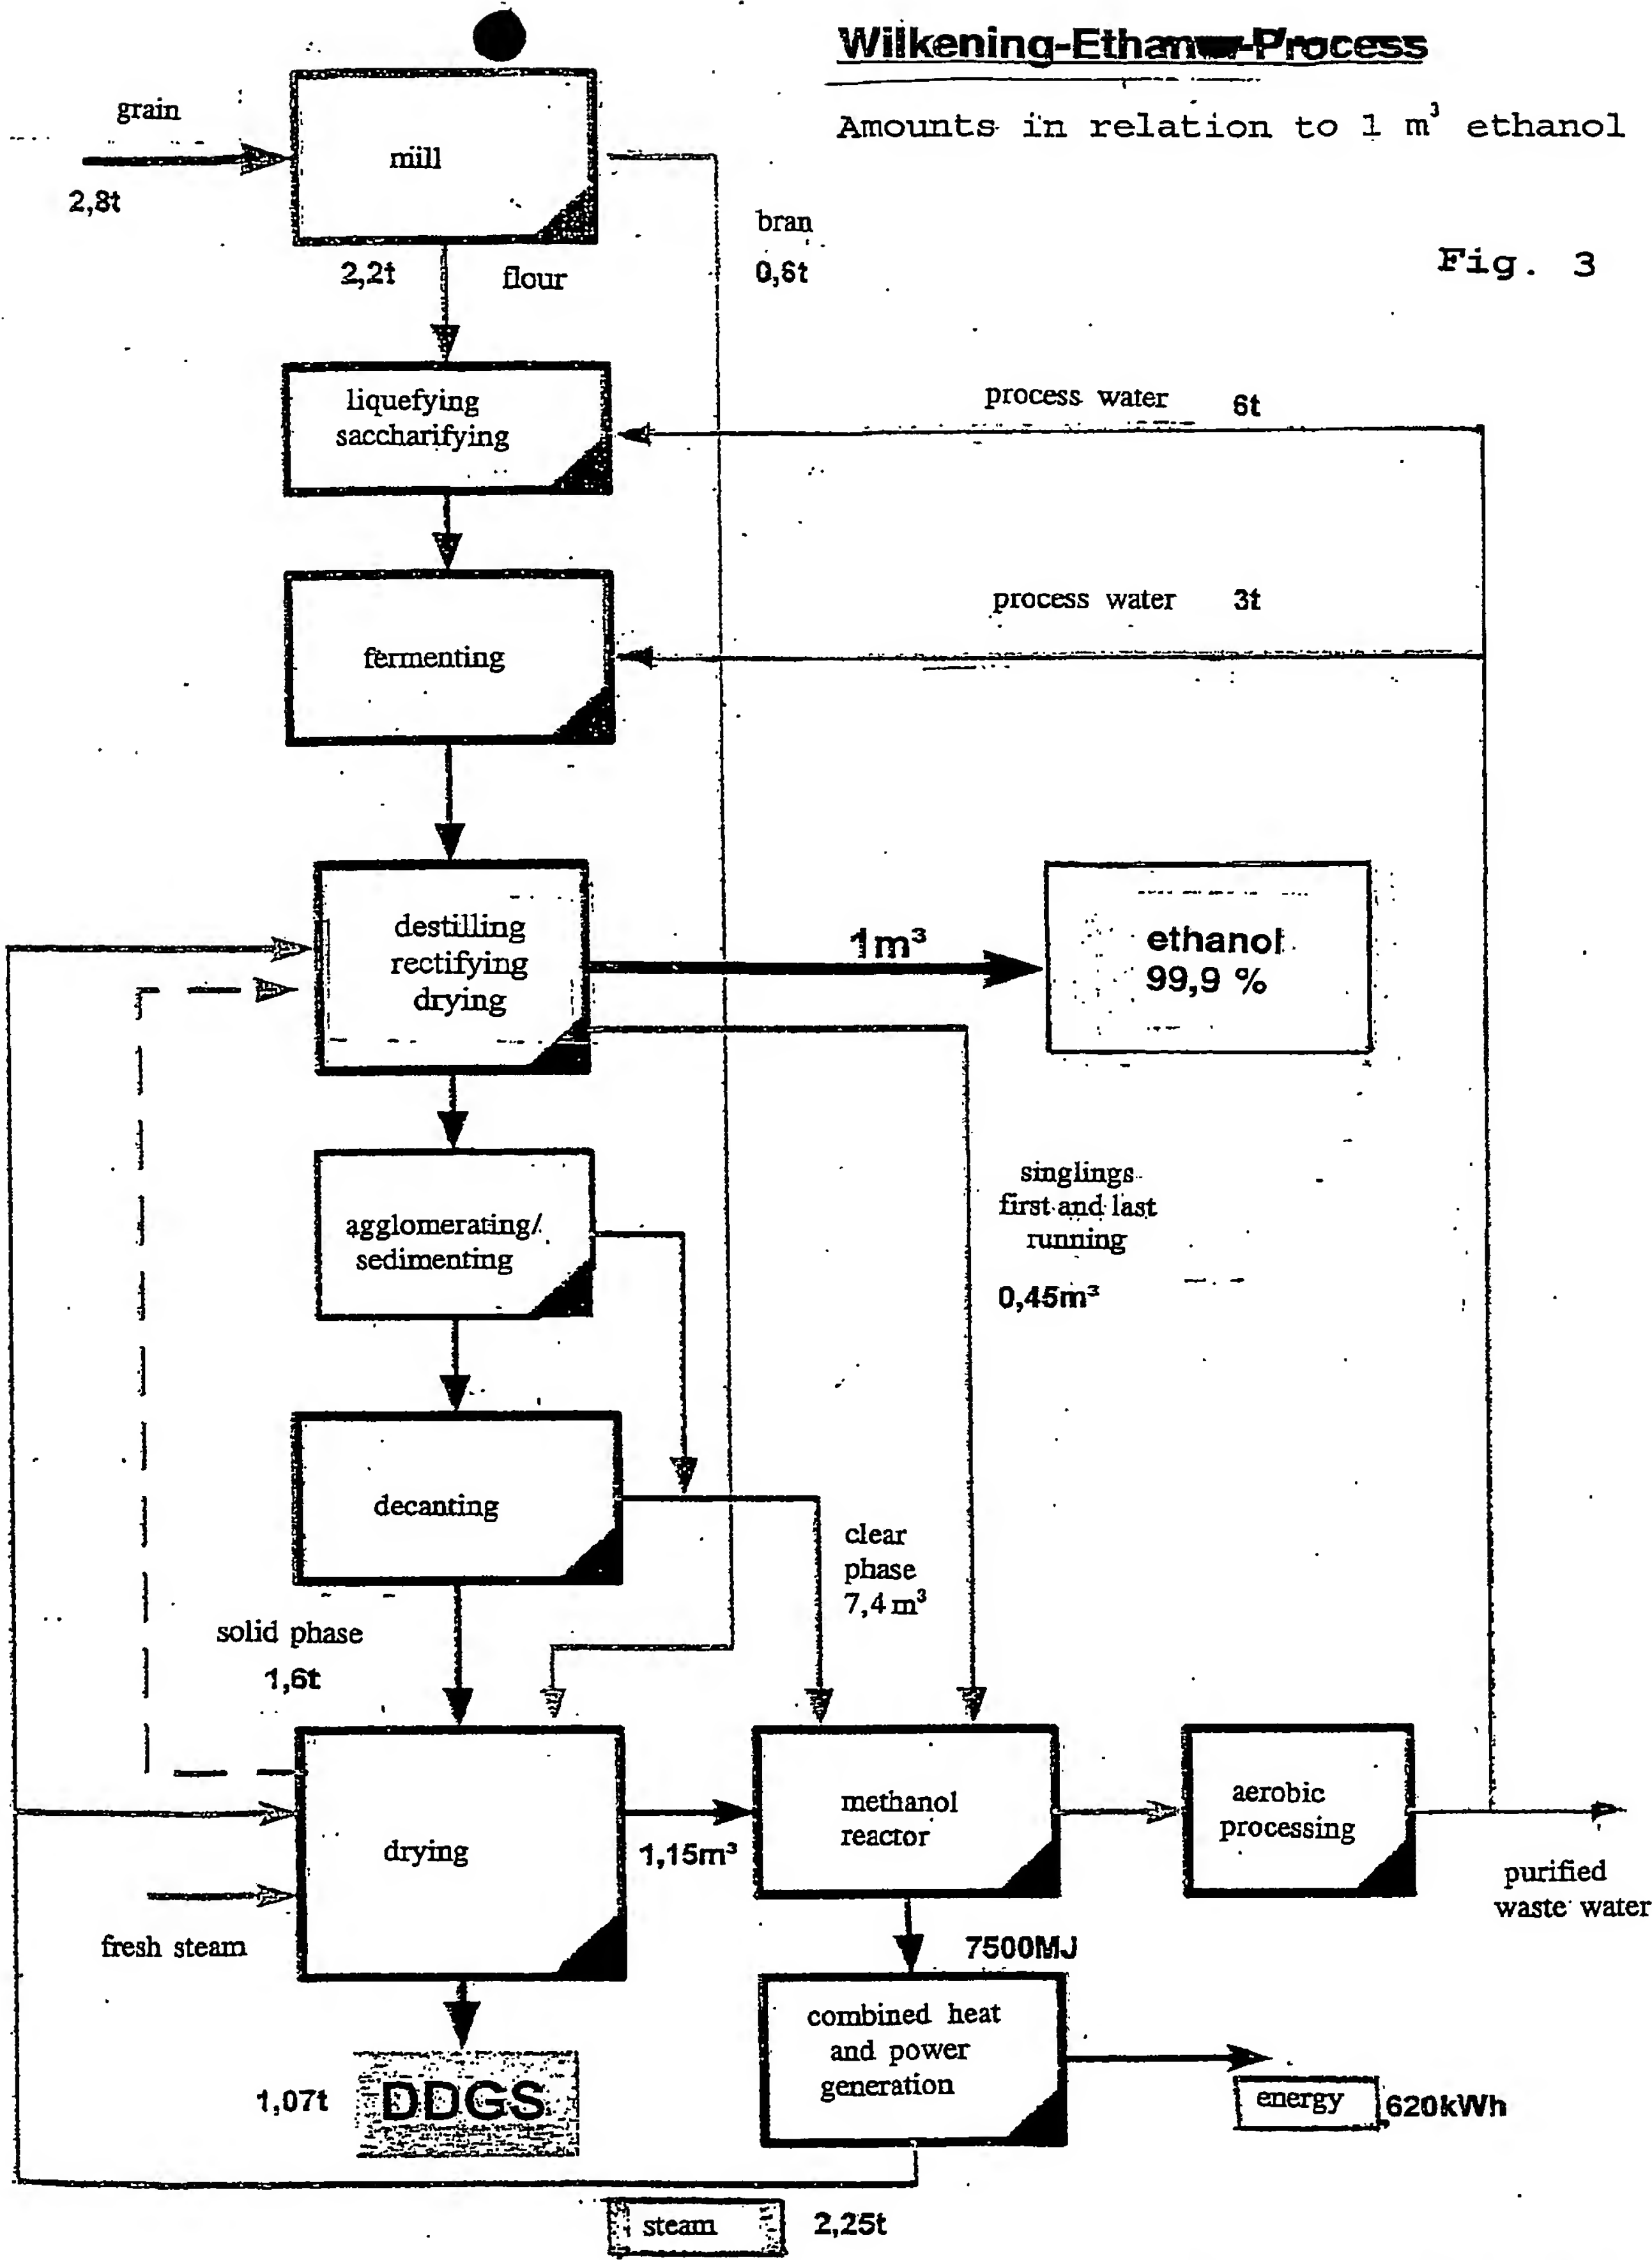 Wilkening-Ethanol-Process
Amounts in relation to 1 m³ ethanol
Fig. 3
grain
2,8t
mill
bran
0,6t
2,2t
flour
liquefying
saccharifying
process water 6t
fermenting
process water 3t
destilling
rectifying
drying
1m³
ethanol
99,9 %
agglomerating/
sedimenting
singlings
first and last
running
0,45m³
decanting
clear
phase
7,4 m³
solid phase
1,6t
drying
1,15m³
methanol
reactor
aerobic
processing
purified
waste water
fresh steam
7500MJ
combined heat
and power
generation
energy
620kWh
1,07t
DDGS
steam
2,25t